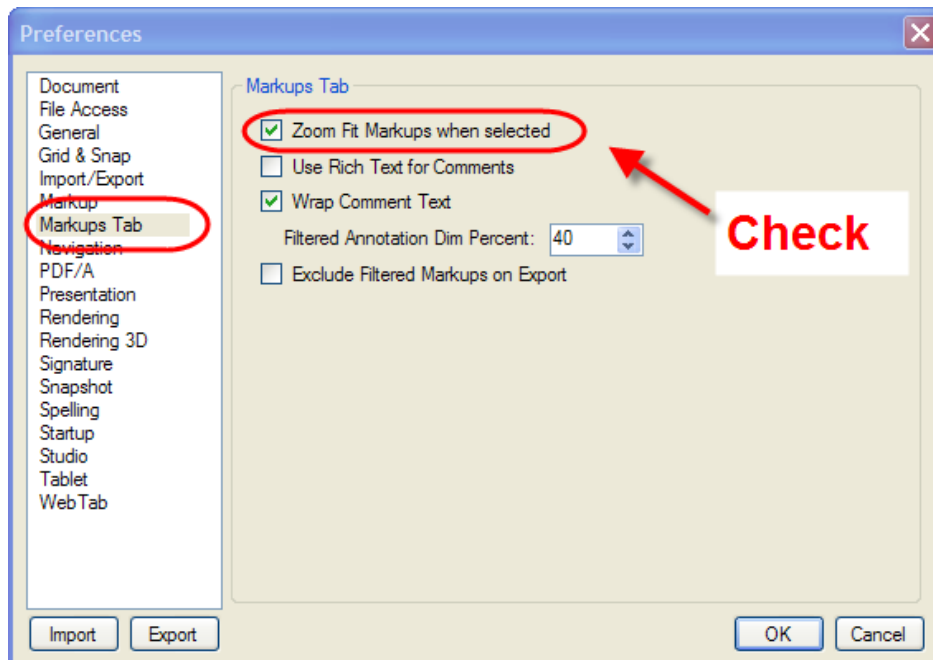 Preferences
Document
File Access
General
Grid & Snap
Import/Export
Markup
Markups Tab
Navigation
PDF/A
Presentation
Rendering
Rendering 3D
Signature
Snapshot
Spelling
Startup
Studio
Tablet
WebTab
Import
Export
Markups Tab
Zoom Fit Markups when selected
Use Rich Text for Comments
Wrap Comment Text
Filtered Annotation Dim Percent: 40
Exclude Filtered Markups on Export
Check
OK
Cancel